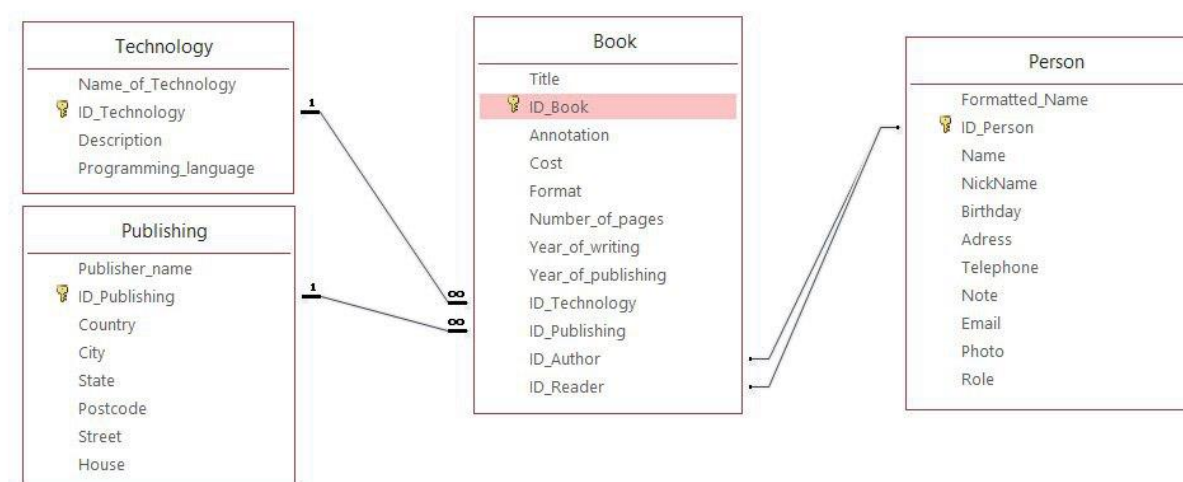 Technology
Name_of_Technology
ID_Technology
Description
Programming_language
1
Publishing
Publisher_name
ID_Publishing
Country
City
State
Postcode
Street
House
1
Book
Title
ID_Book
Annotation
Cost
Format
Number_of_pages
Year_of_writing
Year_of_publishing
ID_Technology
ID_Publishing
ID_Author
ID_Reader
∞
∞
Person
Formatted_Name
ID_Person
Name
NickName
Birthday
Adress
Telephone
Note
Email
Photo
Role